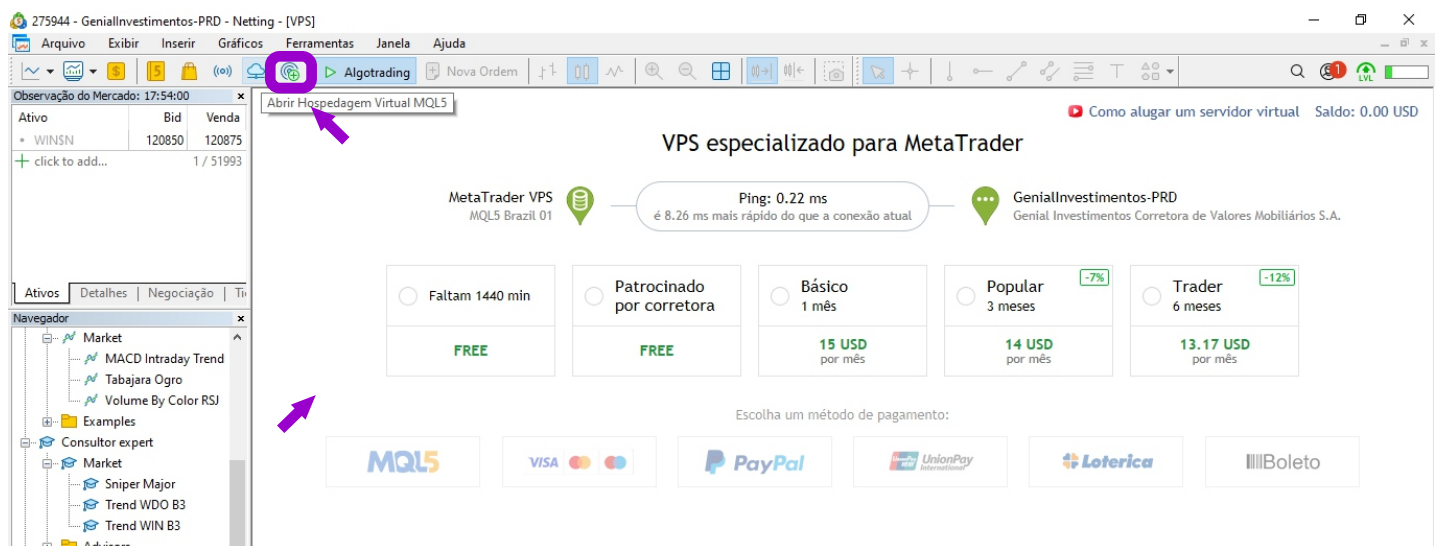 275944 - GenialInvestimentos-PRD - Netting - [VPS]
Arquivo Exibir Inserir Gráficos Ferramentas Janela Ajuda
Algotrading Nova Ordem
LVL
Abrir Hospedagem Virtual MQL5
Observação do Mercado: 17:54:00
Ativo Bid Venda
WIN$N 120850 120875
click to add... 1 / 51993
Ativos Detalhes Negociação
Navegador
Market
MACD Intraday Trend
Tabajara Ogro
Volume By Color RSJ
Examples
Consultor expert
Market
Sniper Major
Trend WDO B3
Trend WIN B3
Como alugar um servidor virtual Saldo: 0.00 USD
VPS especializado para MetaTrader
MetaTrader VPS
MQL5 Brazil 01
Ping: 0.22 ms
é 8.26 ms mais rápido do que a conexão atual
GenialInvestimentos-PRD
Genial Investimentos Corretora de Valores Mobiliários S.A.
Faltam 1440 min
FREE
Patrocinado
por corretora
FREE
Básico
1 mês
15 USD
por mês
Popular -7%
3 meses
14 USD
por mês
Trader -12%
6 meses
13.17 USD
por mês
Escolha um método de pagamento:
MQL5 VISA PayPal UnionPay International Loterica Boleto